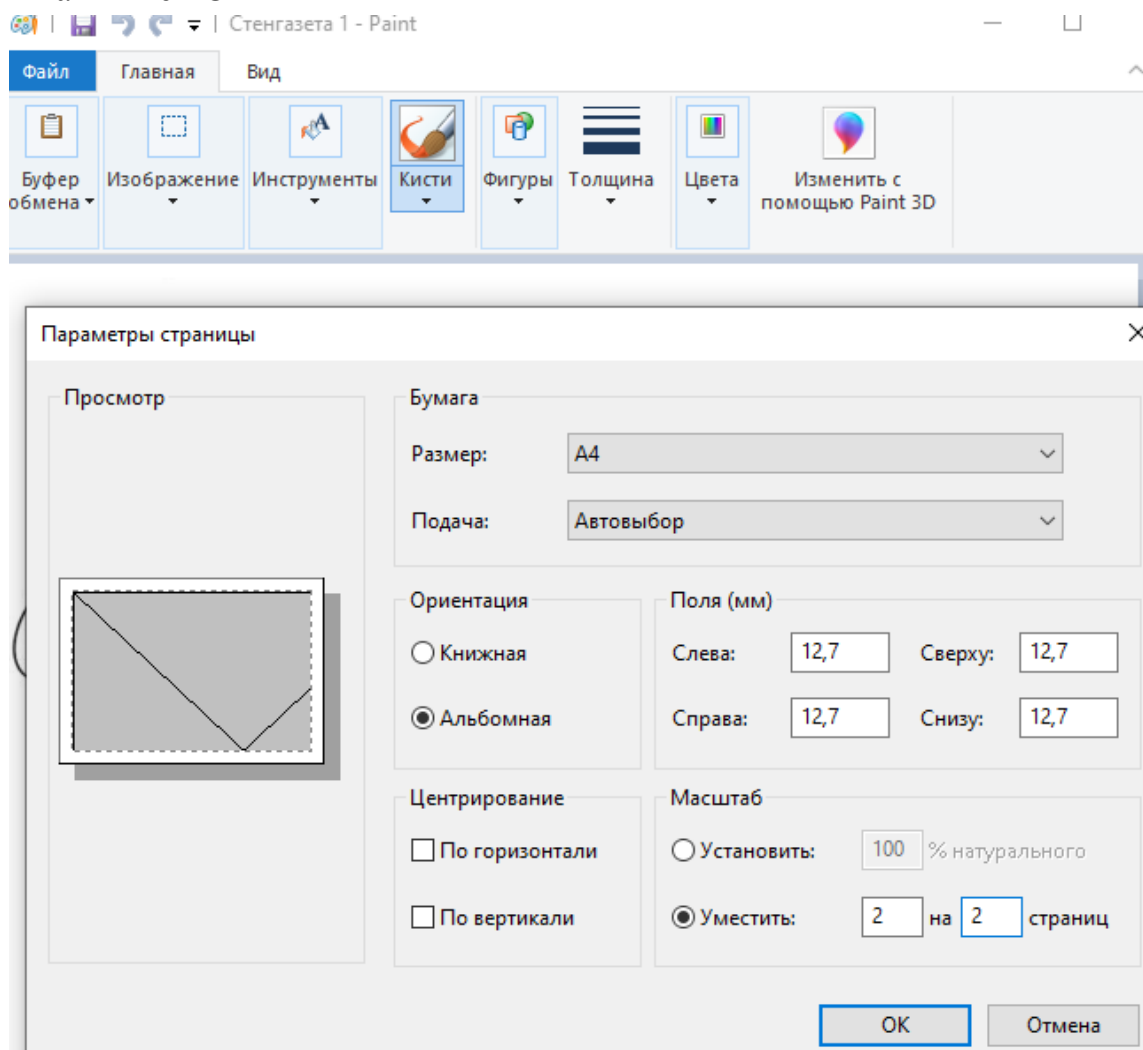 Стенгазета 1 - Paint
Файл Главная Вид
Буфер обмена
Изображение
Инструменты
Кисти
Фигуры
Толщина
Цвета
Изменить с помощью Paint 3D
Параметры страницы
Просмотр
Бумага
Размер: A4
Подача: Автовыбор
Ориентация
Книжная
Альбомная
Поля (мм)
Слева: 12,7 Сверху: 12,7
Справа: 12,7 Снизу: 12,7
Центрирование
По горизонтали
По вертикали
Масштаб
Установить: 100 % натурального
Уместить: 2 на 2 страниц
OK Отмена